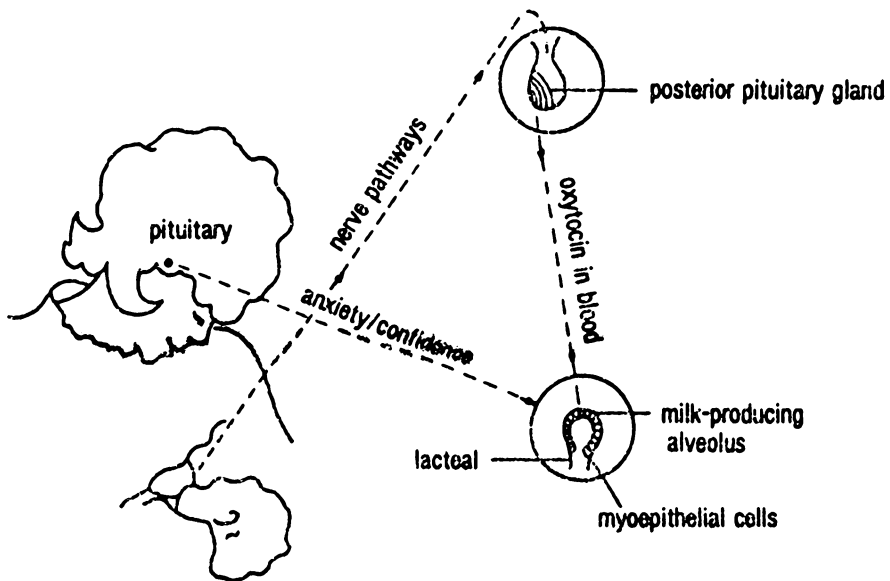 posterior pituitary gland
nerve pathways
pituitary
oxytocin in blood
anxiety/confidence
milk-producing
alveolus
lacteal
myoepithelial cells